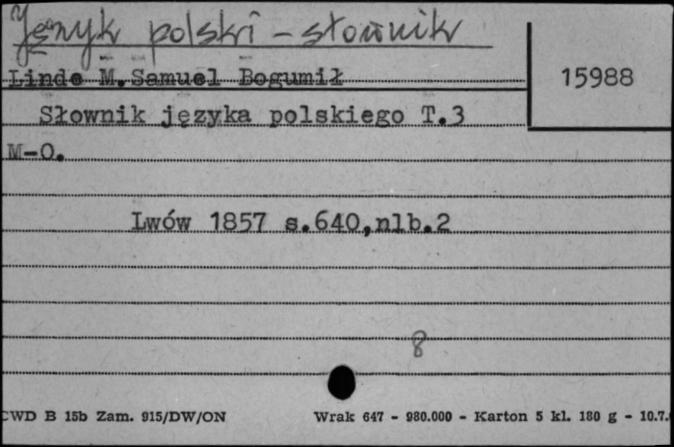 Język polski - słownik
Linde M.Samuel Bogumił
15988
Słownik języka polskiego T.3
M-O.
Lwów 1857 s.640,nlb.2
8
CWD B 15b Zam. 915/DW/ON
Wrak 647 - 980.000 - Karton 5 kl. 180 g - 10.7.